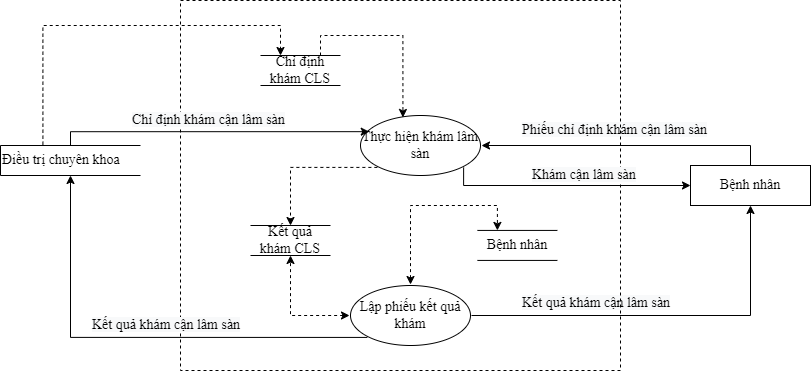 Chỉ định
khám CLS
Chỉ định khám cận lâm sàn
Phiếu chỉ định khám cận lâm sàn
Thực hiện khám lâm
sàn
Điều trị chuyên khoa
Khám cận lâm sàn
Bệnh nhân
Kết quả
khám CLS
Bệnh nhân
Lập phiếu kết quả
khám
Kết quả khám cận lâm sàn
Kết quả khám cận lâm sàn